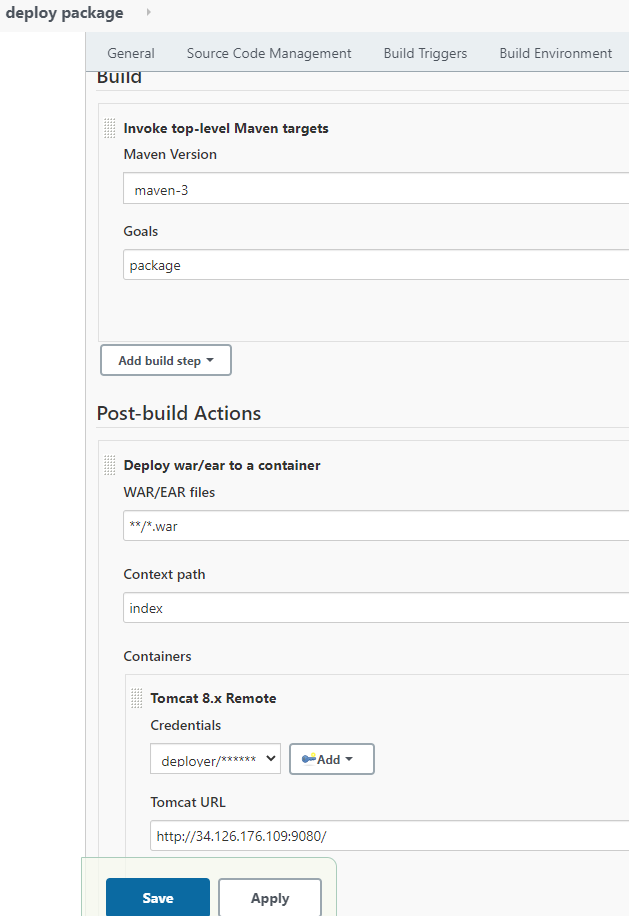 deploy package
General Source Code Management Build Triggers Build Environment
Build
Invoke top-level Maven targets
Maven Version
maven-3
Goals
package
Add build step
Post-build Actions
Deploy war/ear to a container
WAR/EAR files
**/*.war
Context path
index
Containers
Tomcat 8.x Remote
Credentials
deployer/****** Add
Tomcat URL
http://34.126.176.109:9080/
Save Apply